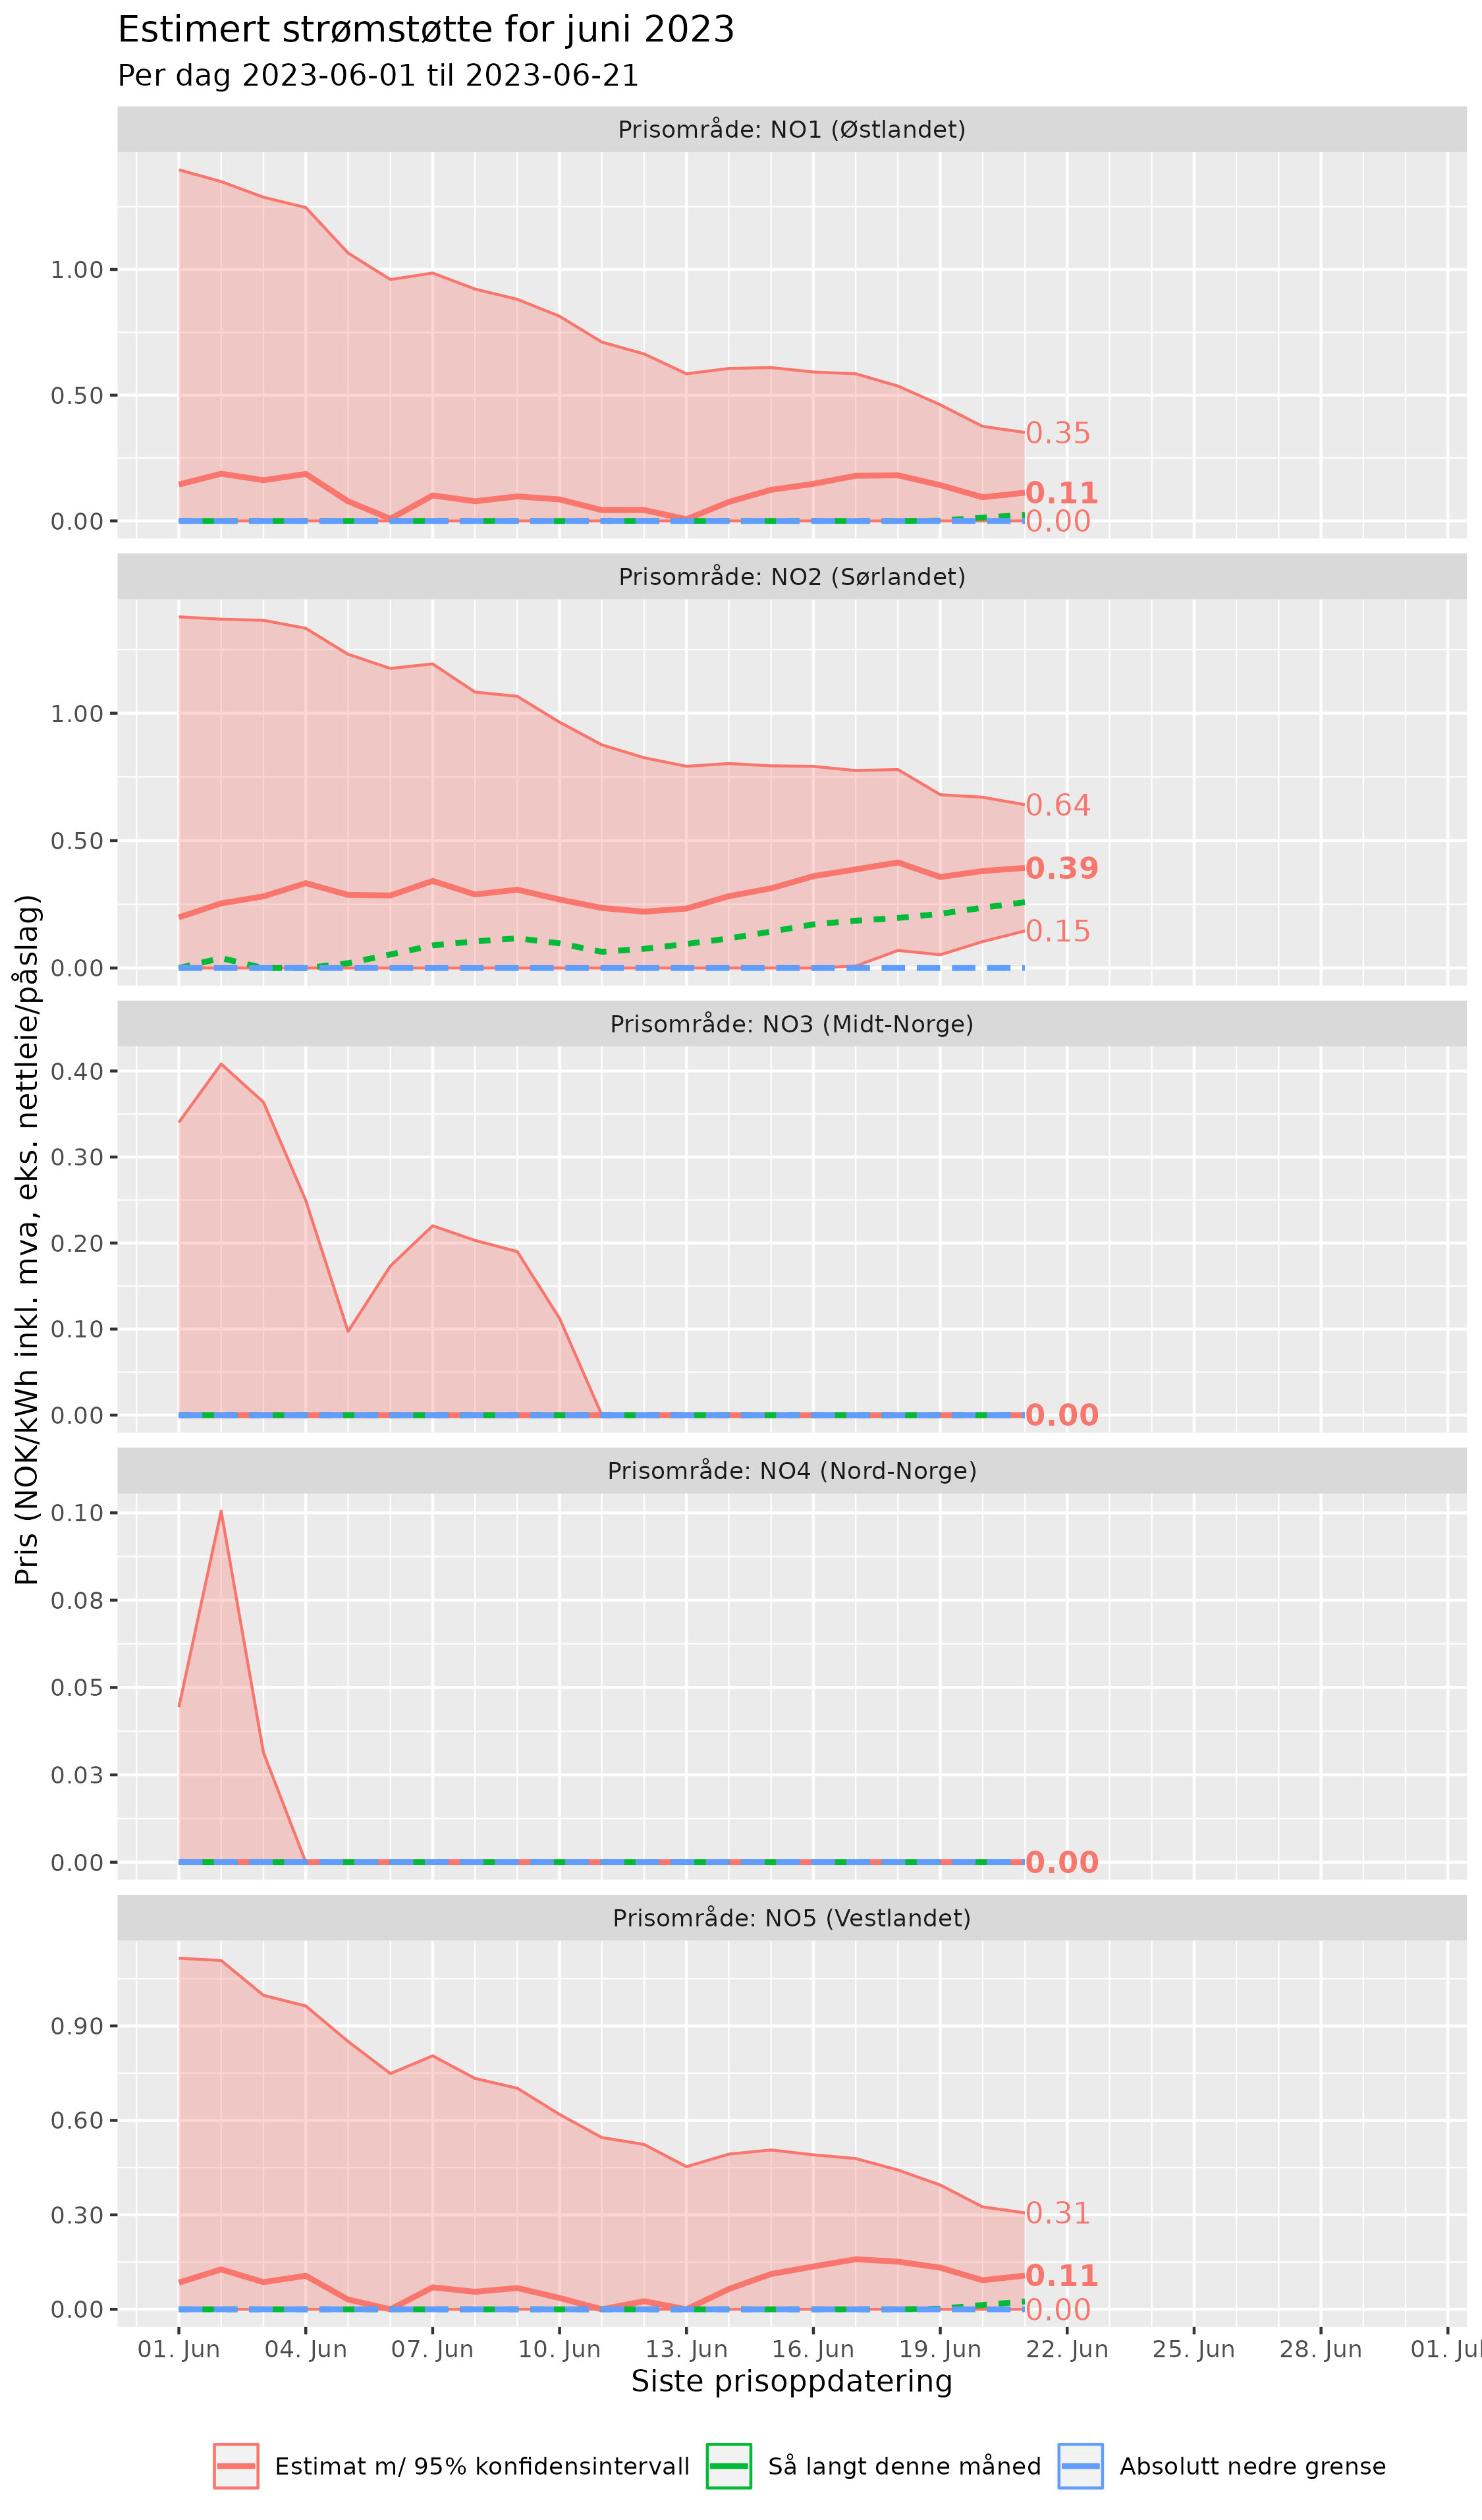 Estimert strømstøtte for juni 2023
Per dag 2023-06-01 til 2023-06-21
Pris (NOK/kWh inkl. mva, eks. nettleie/påslag)
Prisområde: NO1 (Østlandet)
1.00
0.50
0.00
0.35
0.11
0.00
Prisområde: NO2 (Sørlandet)
1.00
0.50
0.00
0.64
0.39
0.15
Prisområde: NO3 (Midt-Norge)
0.40
0.30
0.20
0.10
0.00
0.00
Prisområde: NO4 (Nord-Norge)
0.10
0.08
0.05
0.03
0.00
0.00
Prisområde: NO5 (Vestlandet)
0.90
0.60
0.30
0.00
0.31
0.11
0.00
01. Jun 04. Jun 07. Jun 10. Jun 13. Jun 16. Jun 19. Jun 22. Jun 25. Jun 28. Jun 01. Jul
Siste prisoppdatering
Estimat m/ 95% konfidensintervall Så langt denne måned Absolutt nedre grense